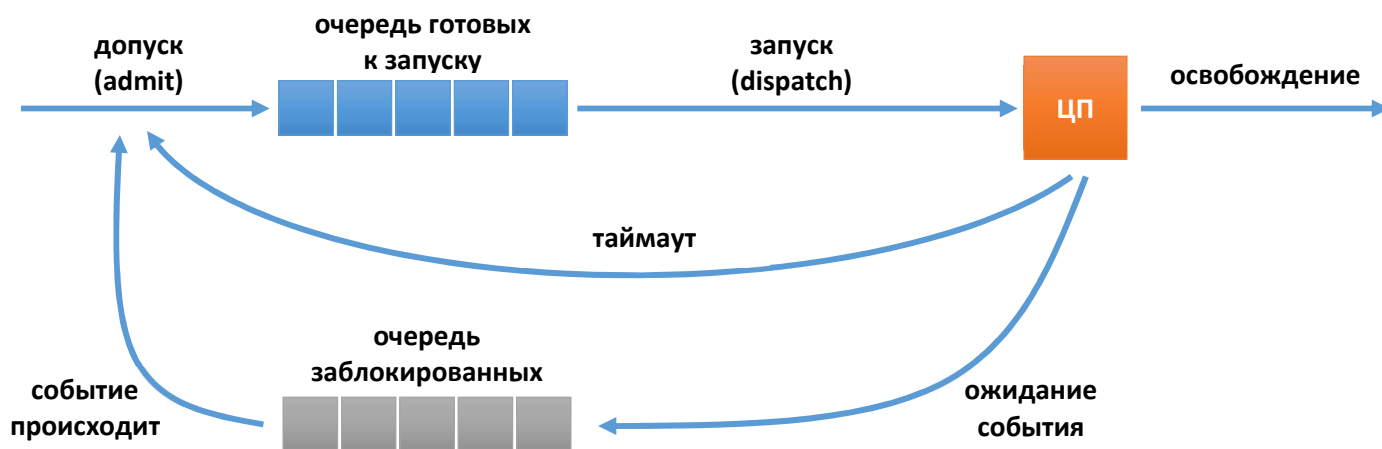 допуск
(admit)
очередь готовых
к запуску
запуск
(dispatch)
ЦП
освобождение
таймаут
очередь
заблокированных
событие
происходит
ожидание
события